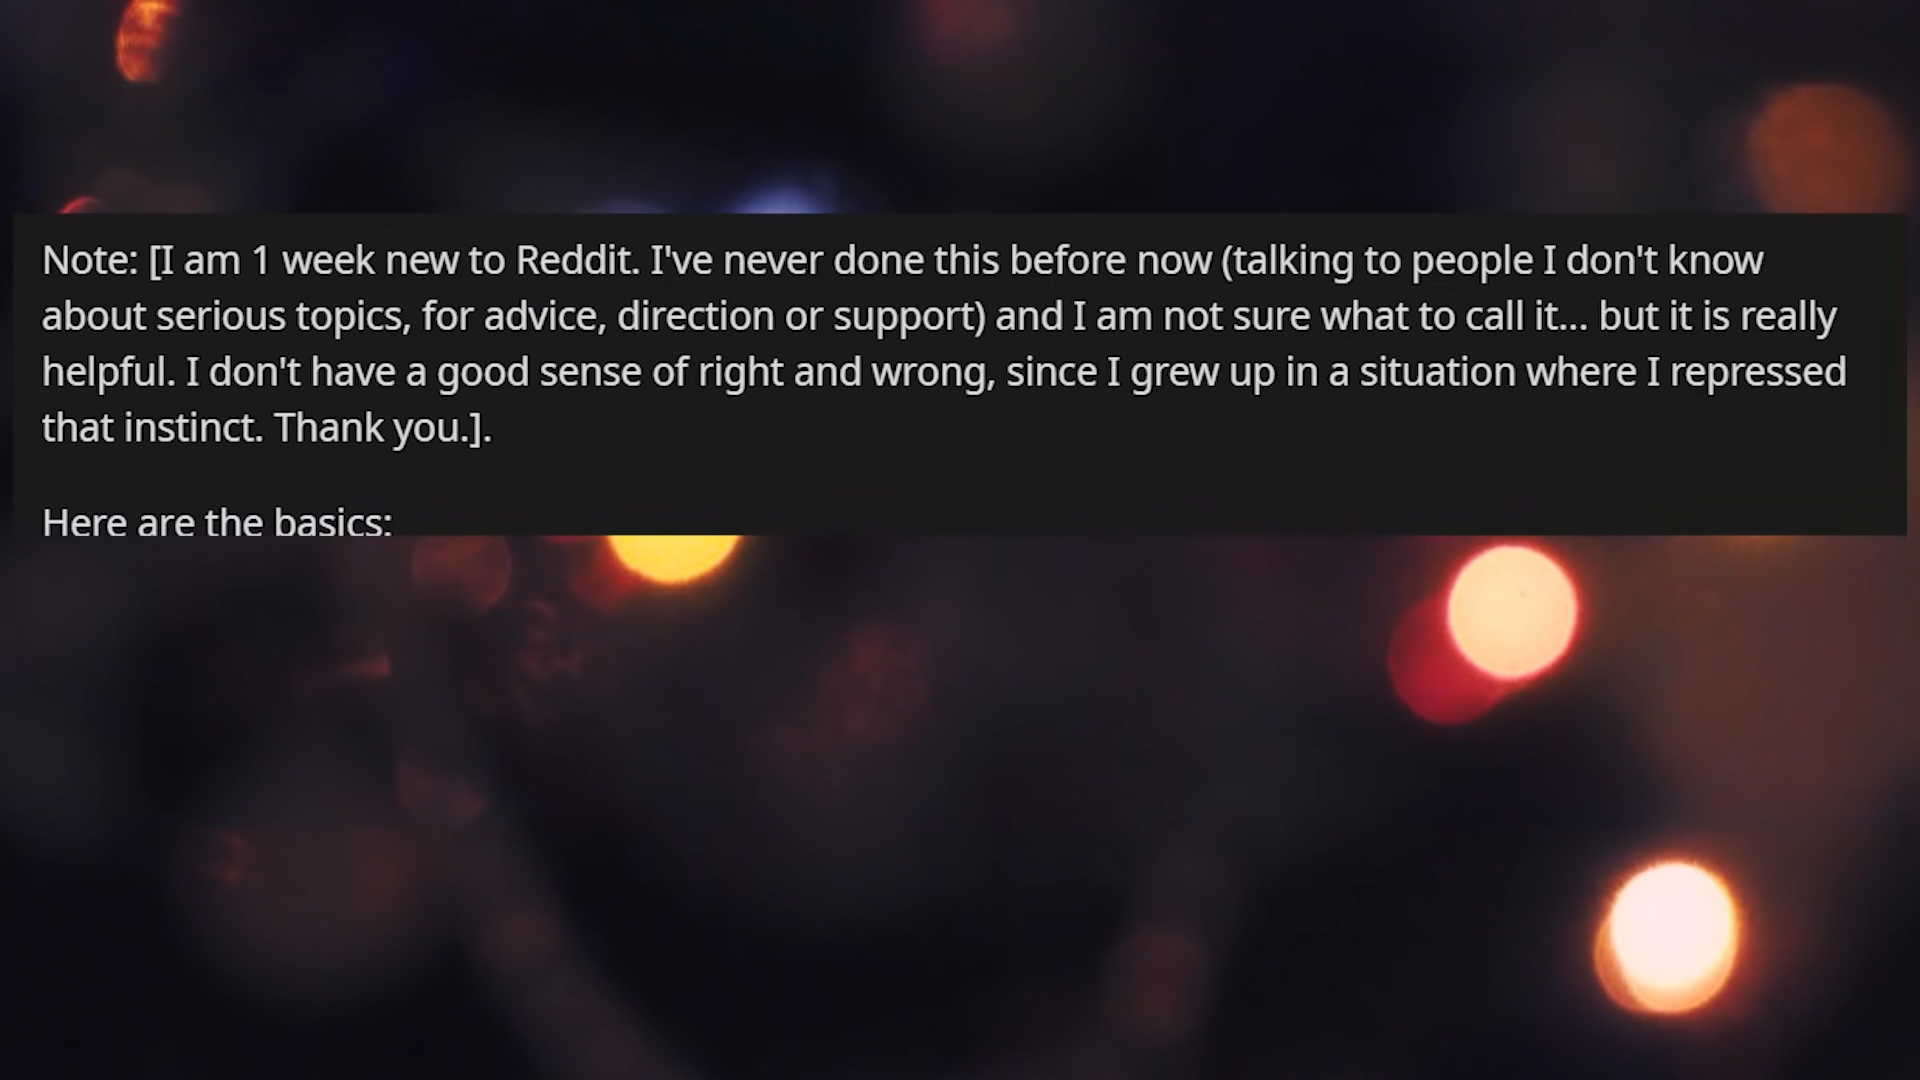 Note: [I am 1 week new to Reddit. I've never done this before now (talking to people I don't know
about serious topics, for advice, direction or support) and I am not sure what to call it... but it is really
helpful. I don't have a good sense of right and wrong, since I grew up in a situation where I repressed
that instinct. Thank you.].
Here are the basics: